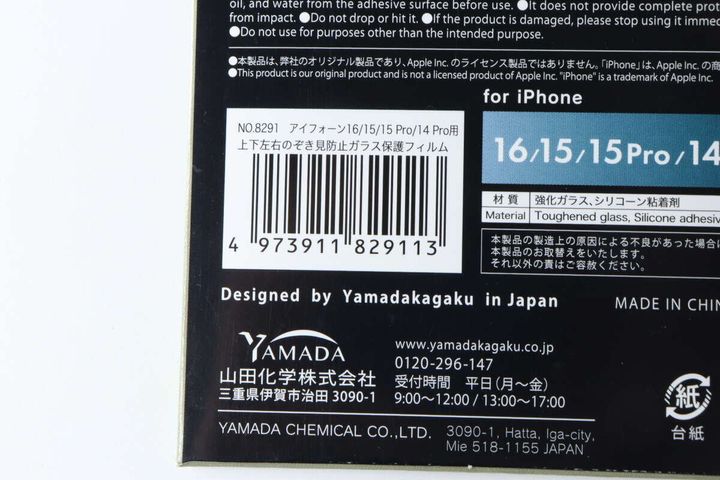 oil, and water from the adhesive surface before use. ●It does not provide complete prot
from impact. ●Do not drop or hit it. ●If the product is damaged, please stop using it immed
●Do not use for purposes other than the intended purpose.
●本製品は、弊社のオリジナル製品であり、Apple Inc.のライセンス製品ではありません。「iPhone」は、Apple Inc.の商
●This product is our original product and is not a licensed product of Apple Inc. "iPhone" is a trademark of Apple Inc.
for iPhone
16/15/15Pro/14
NO.8291 アイフォーン16/15/15 Pro/14 Pro用
上下左右のぞき見防止ガラス保護フィルム
4 973911 829113
材 質 強化ガラス、シリコーン粘着剤
Material Toughened glass, Silicone adhesiv
本製品の製造上の原因による不良があった場合に
本製品のお取替えをいたします。
それ以外の責はご容赦ください。
Designed by Yamadakagaku in Japan
MADE IN CHIN
YAMADA
山田化学株式会社
三重県伊賀市治田 3090-1
www.yamadakagaku.co.jp
0120-296-147
受付時間 平日(月～金)
9:00～12:00 / 13:00～17:00
紙
台紙
YAMADA CHEMICAL CO.,LTD.
3090-1, Hatta, Iga-city,
Mie 518-1155 JAPAN